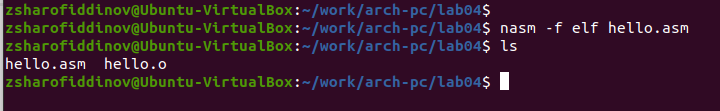 zsharofiddinov@Ubuntu-VirtualBox:~/work/arch-pc/lab04$
zsharofiddinov@Ubuntu-VirtualBox:~/work/arch-pc/lab04$ nasm -f elf hello.asm
zsharofiddinov@Ubuntu-VirtualBox:~/work/arch-pc/lab04$ ls
hello.asm  hello.o
zsharofiddinov@Ubuntu-VirtualBox:~/work/arch-pc/lab04$